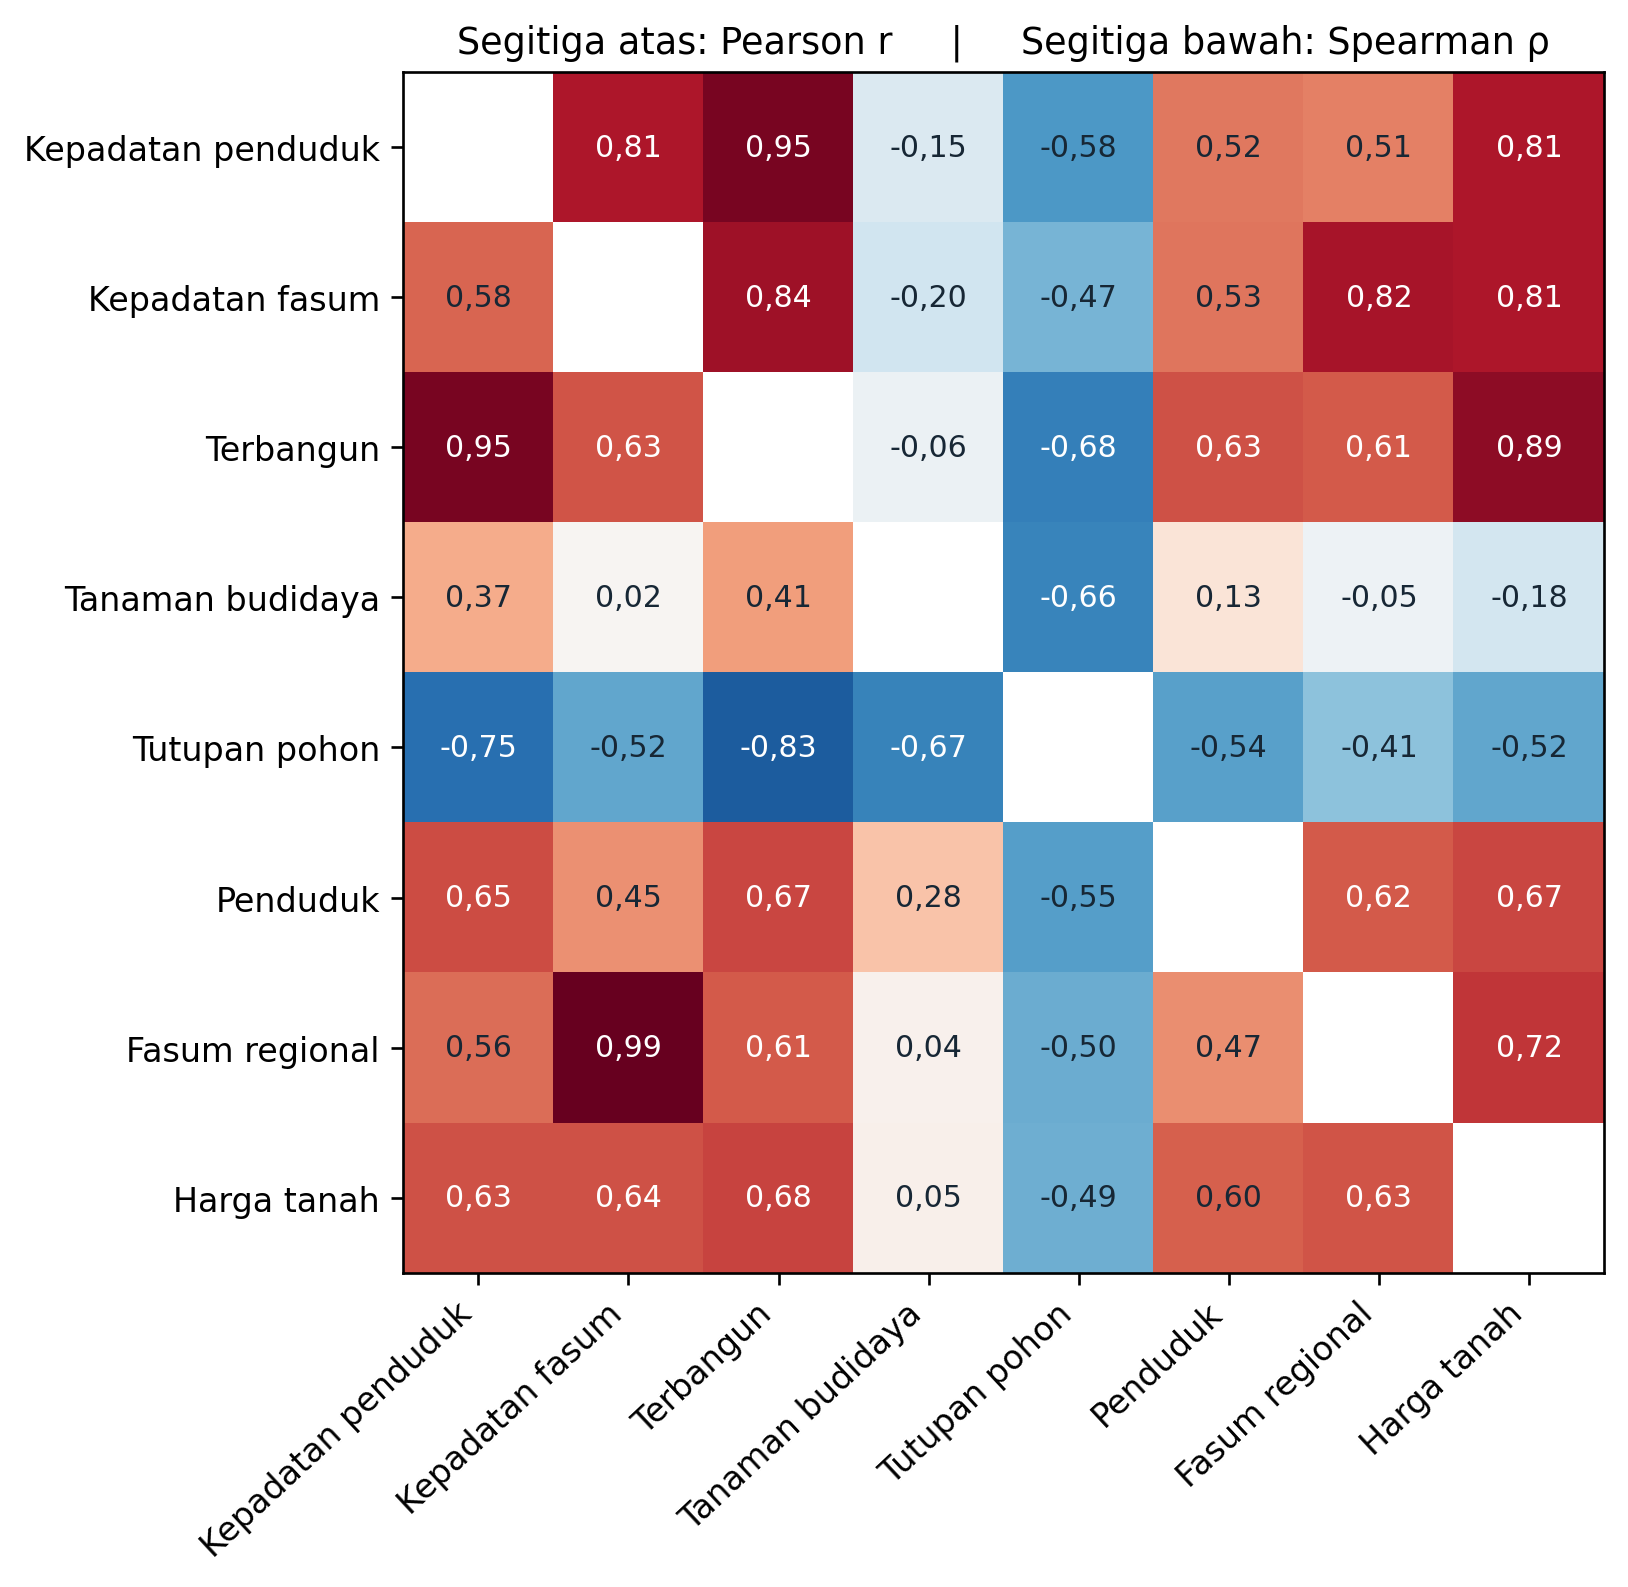 Segitiga atas: Pearson r | Segitiga bawah: Spearman ρ
Kepadatan penduduk 0,81 0,95 -0,15 -0,58 0,52 0,51 0,81
Kepadatan fasum 0,58 0,84 -0,20 -0,47 0,53 0,82 0,81
Terbangun 0,95 0,63 -0,06 -0,68 0,63 0,61 0,89
Tanaman budidaya 0,37 0,02 0,41 -0,66 0,13 -0,05 -0,18
Tutupan pohon -0,75 -0,52 -0,83 -0,67 -0,54 -0,41 -0,52
Penduduk 0,65 0,45 0,67 0,28 -0,55 0,62 0,67
Fasum regional 0,56 0,99 0,61 0,04 -0,50 0,47 0,72
Harga tanah 0,63 0,64 0,68 0,05 -0,49 0,60 0,63
Kepadatan penduduk
Kepadatan fasum
Terbangun
Tanaman budidaya
Tutupan pohon
Penduduk
Fasum regional
Harga tanah